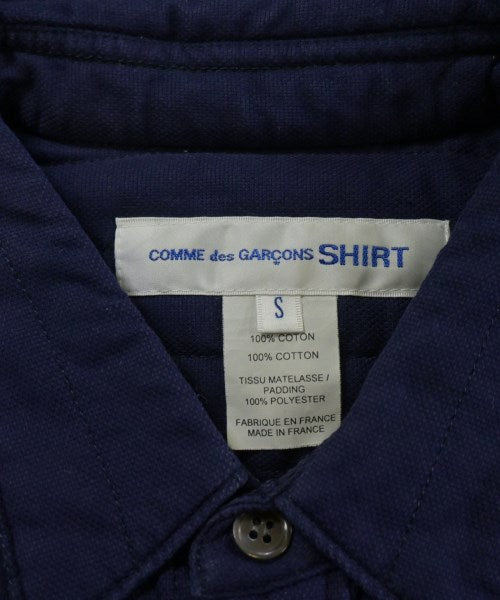 COMME des GARÇONS SHIRT
S
100% COTON
100% COTTON
TISSU MATELASSE /
PADDING
100% POLYESTER
FABRIQUE EN FRANCE
MADE IN FRANCE